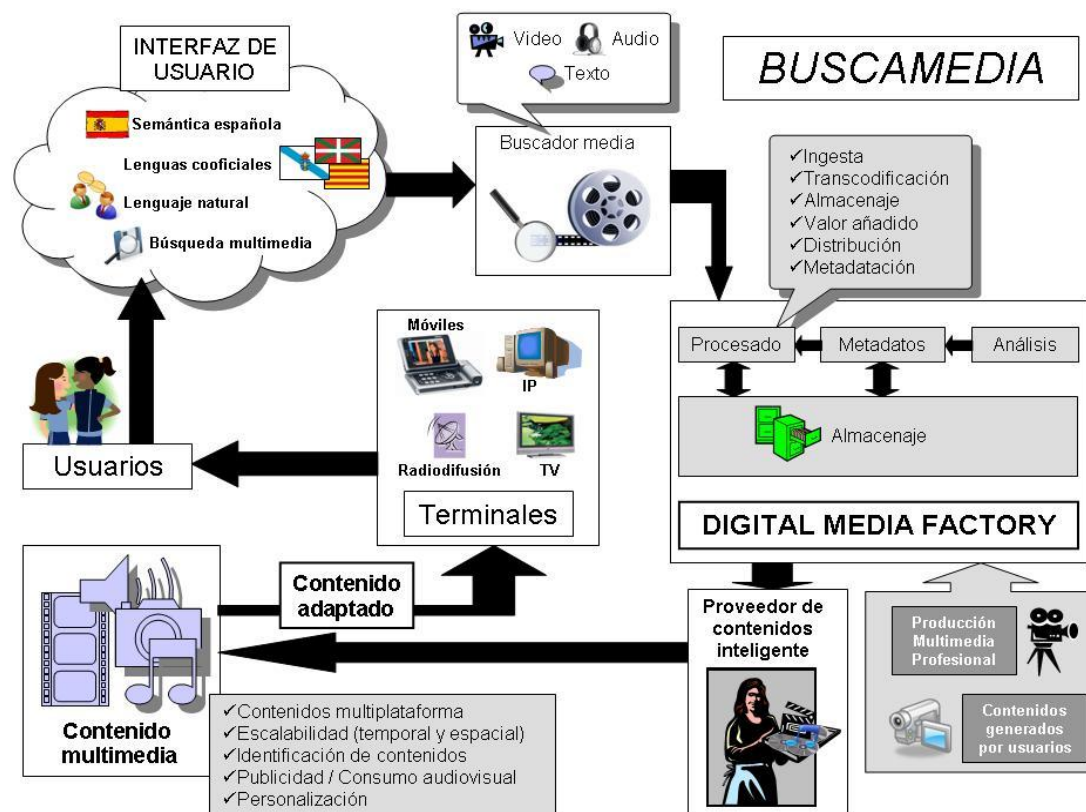 INTERFAZ DE
USUARIO
Semántica española
Lenguas cooficiales
Lenguaje natural
Búsqueda multimedia
Video
Audio
Texto
Buscador media
BUSCAMEDIA
✓Ingesta
✓Transcodificación
✓Almacenaje
✓Valor añadido
✓Distribución
✓Metadatación
Procesado
Metadatos
Análisis
Almacenaje
DIGITAL MEDIA FACTORY
Móviles
IP
Radiodifusión
TV
Terminales
Usuarios
Contenido
adaptado
Proveedor de
contenidos
inteligente
Producción
Multimedia
Profesional
Contenidos
generados
por usuarios
Contenido
multimedia
✓Contenidos multiplataforma
✓Escalabilidad (temporal y espacial)
✓Identificación de contenidos
✓Publicidad / Consumo audiovisual
✓Personalización